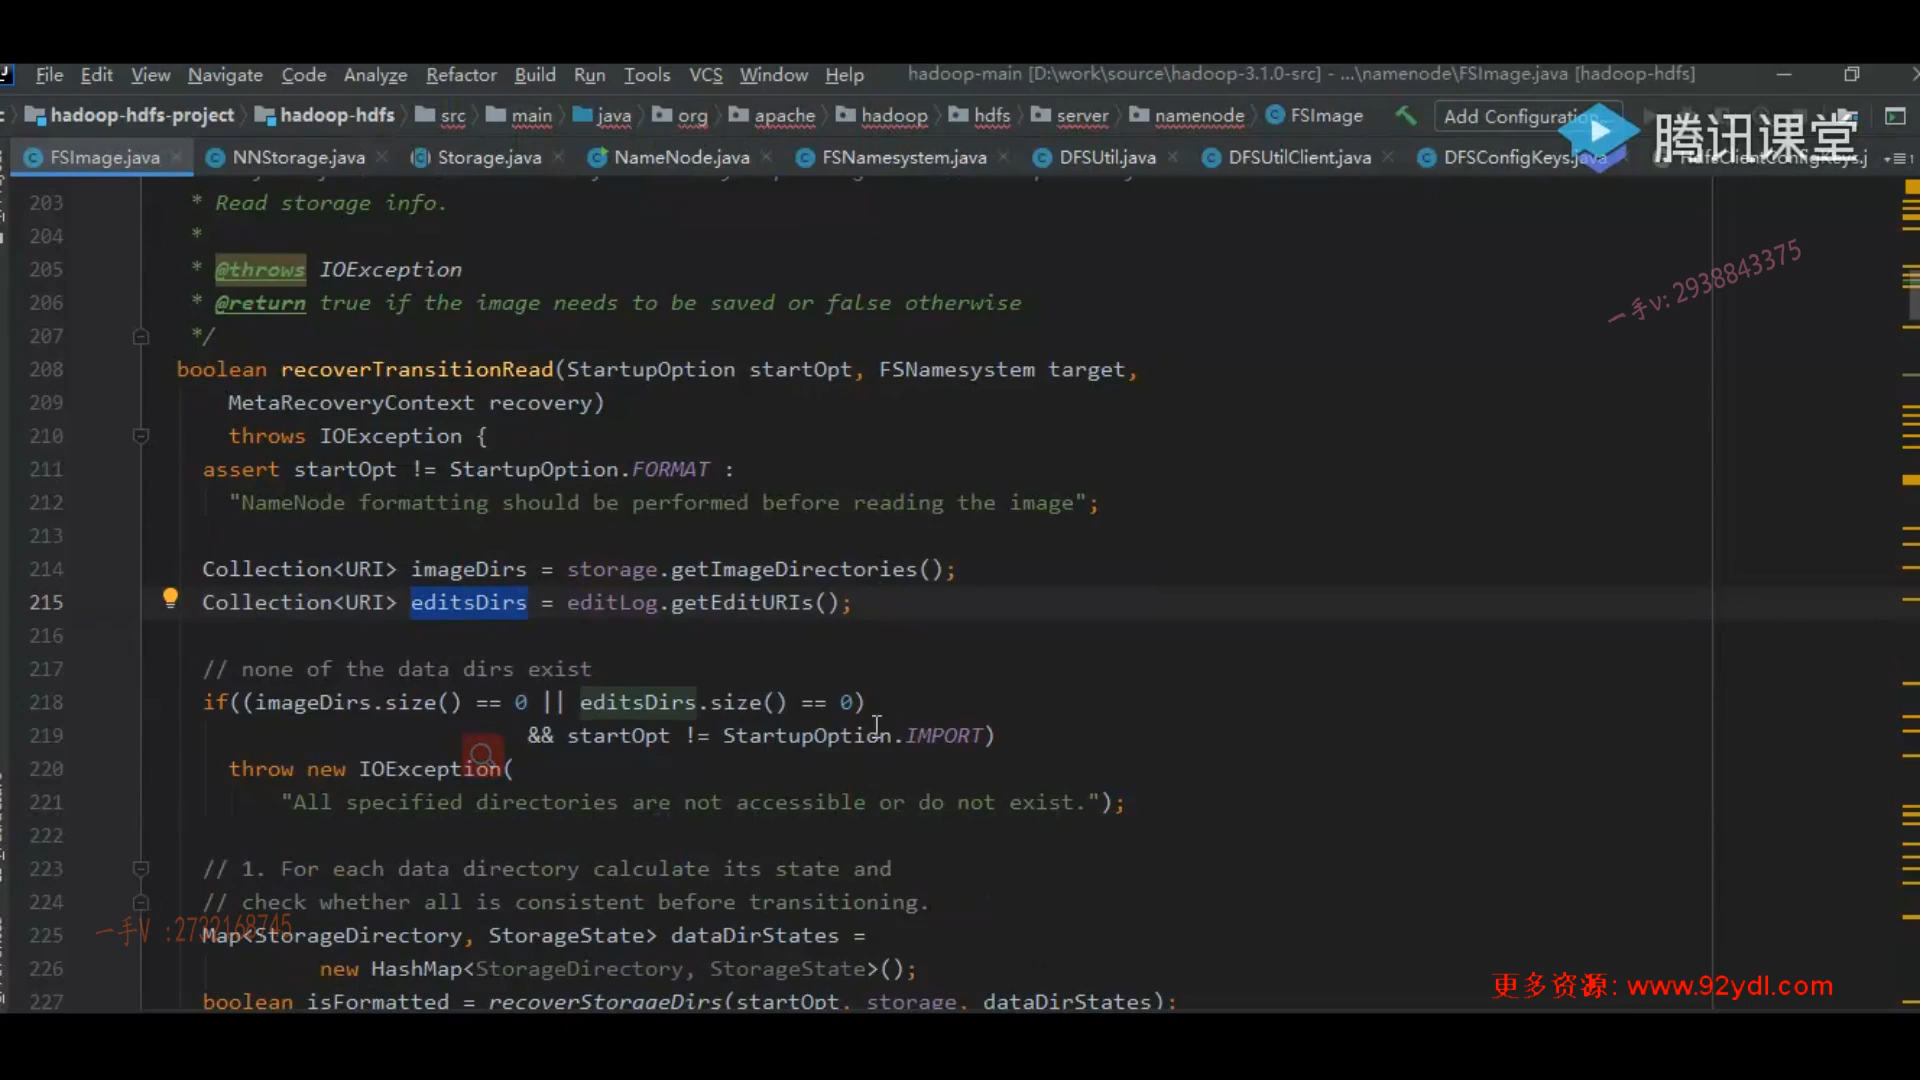 File Edit View Navigate Code Analyze Refactor Build Run Tools VCS Window Help hadoop-main [D:\work\source\hadoop-3.1.0-src] - ...\namenode\FSImage.java [hadoop-hdfs]
hadoop-hdfs-project hadoop-hdfs src main java org apache hadoop hdfs server namenode FSImage Add Configuration..
腾讯课堂
FSImage.java NNStorage.java Storage.java NameNode.java FSNamesystem.java DFSUtil.java DFSUtilClient.java DFSConfigKeys.java
203 * Read storage info.
204 *
205 * @throws IOException
206 * @return true if the image needs to be saved or false otherwise
207 */
208 boolean recoverTransitionRead(StartupOption startOpt, FSNamesystem target,
209 MetaRecoveryContext recovery)
210 throws IOException {
211 assert startOpt != StartupOption.FORMAT :
212 "NameNode formatting should be performed before reading the image";
213
214 Collection<URI> imageDirs = storage.getImageDirectories();
215 Collection<URI> editsDirs = editLog.getEditURIs();
216
217 // none of the data dirs exist
218 if((imageDirs.size() == 0 || editsDirs.size() == 0)
219 && startOpt != StartupOption.IMPORT)
220 throw new IOException(
221 "All specified directories are not accessible or do not exist.");
222
223 // 1. For each data directory calculate its state and
224 // check whether all is consistent before transitioning.
225 Map<StorageDirectory, StorageState> dataDirStates =
226 new HashMap<StorageDirectory, StorageState>();
227 boolean isFormatted = recoverStorageDirs(startOpt, storage, dataDirStates);
一手v:2938843375
一手V :2732168745
更多资源: www.92ydl.com